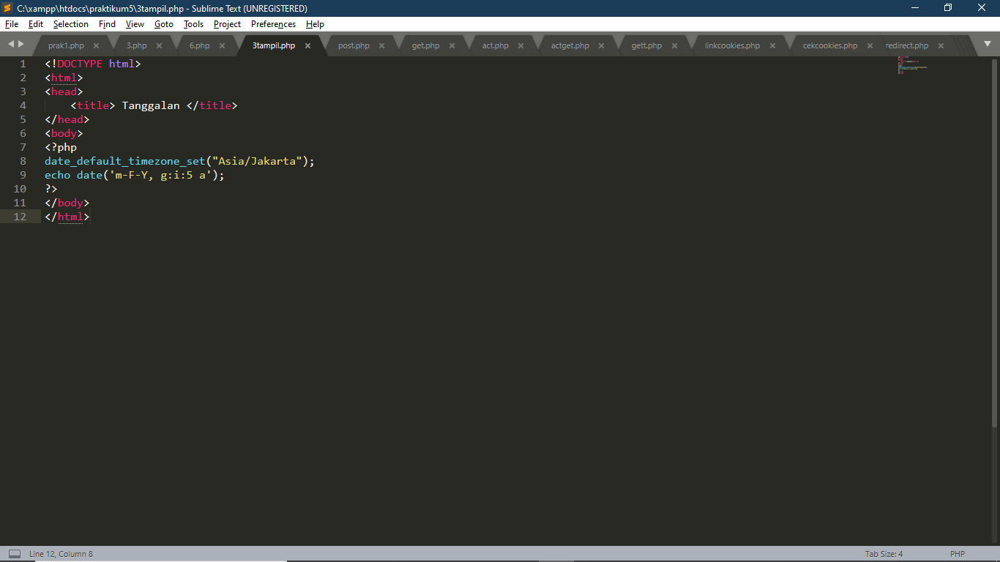 C:\xampp\htdocs\praktikum5\3tampil.php - Sublime Text (UNREGISTERED)
File Edit Selection Find View Goto Tools Project Preferences Help
prak1.php 3.php 6.php 3tampil.php post.php get.php act.php actget.php gett.php linkcookies.php cekcookies.php redirect.php
1 <!DOCTYPE html>
2 <html>
3 <head>
4 <title> Tanggalan </title>
5 </head>
6 <body>
7 <?php
8 date_default_timezone_set("Asia/Jakarta");
9 echo date('m-F-Y, g:i:5 a');
10 ?>
11 </body>
12 </html>
Line 12, Column 8 Tab Size: 4 PHP